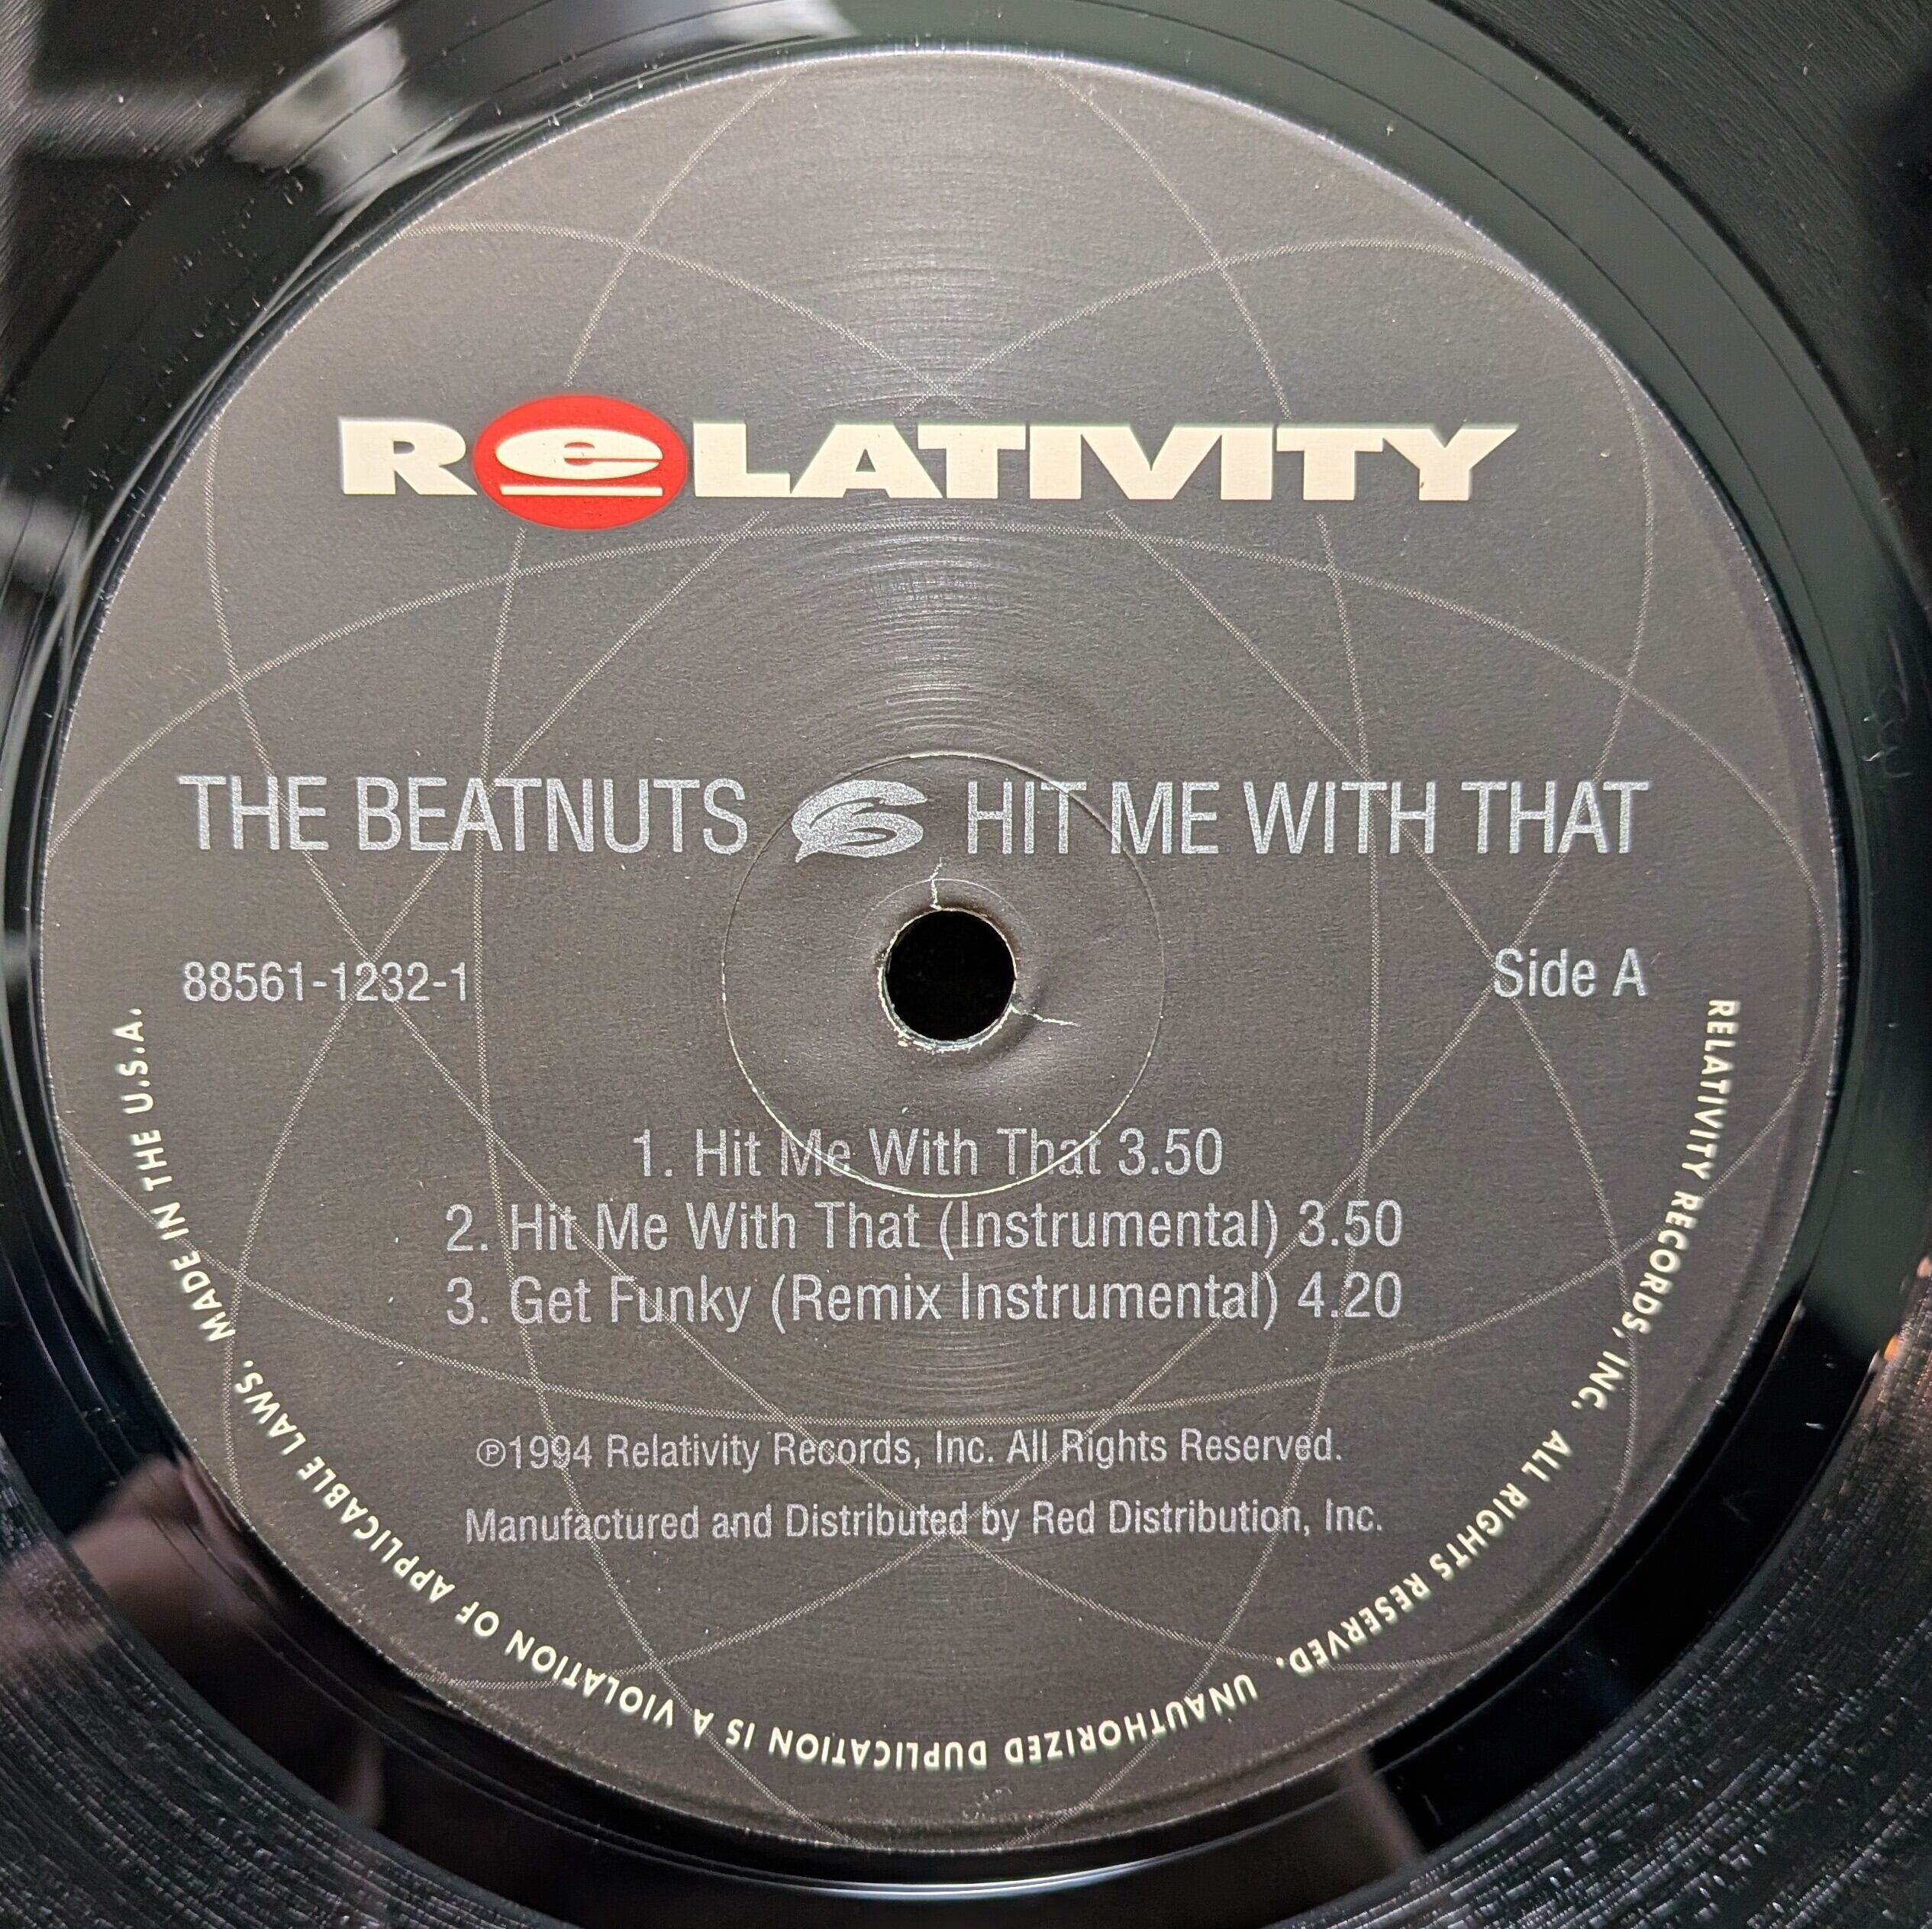 ReLATIVITY
THE BEATNUTS HIT ME WITH THAT
88561-1232-1
Side A
1. Hit Me With That 3.50
2. Hit Me With That (Instrumental) 3.50
3. Get Funky (Remix Instrumental) 4.20
℗1994 Relativity Records, Inc. All Rights Reserved.
Manufactured and Distributed by Red Distribution, Inc.
RELATIVITY RECORDS, INC. ALL RIGHTS RESERVED. UNAUTHORIZED DUPLICATION IS A VIOLATION OF APPLICABLE LAWS. MADE IN THE U.S.A.